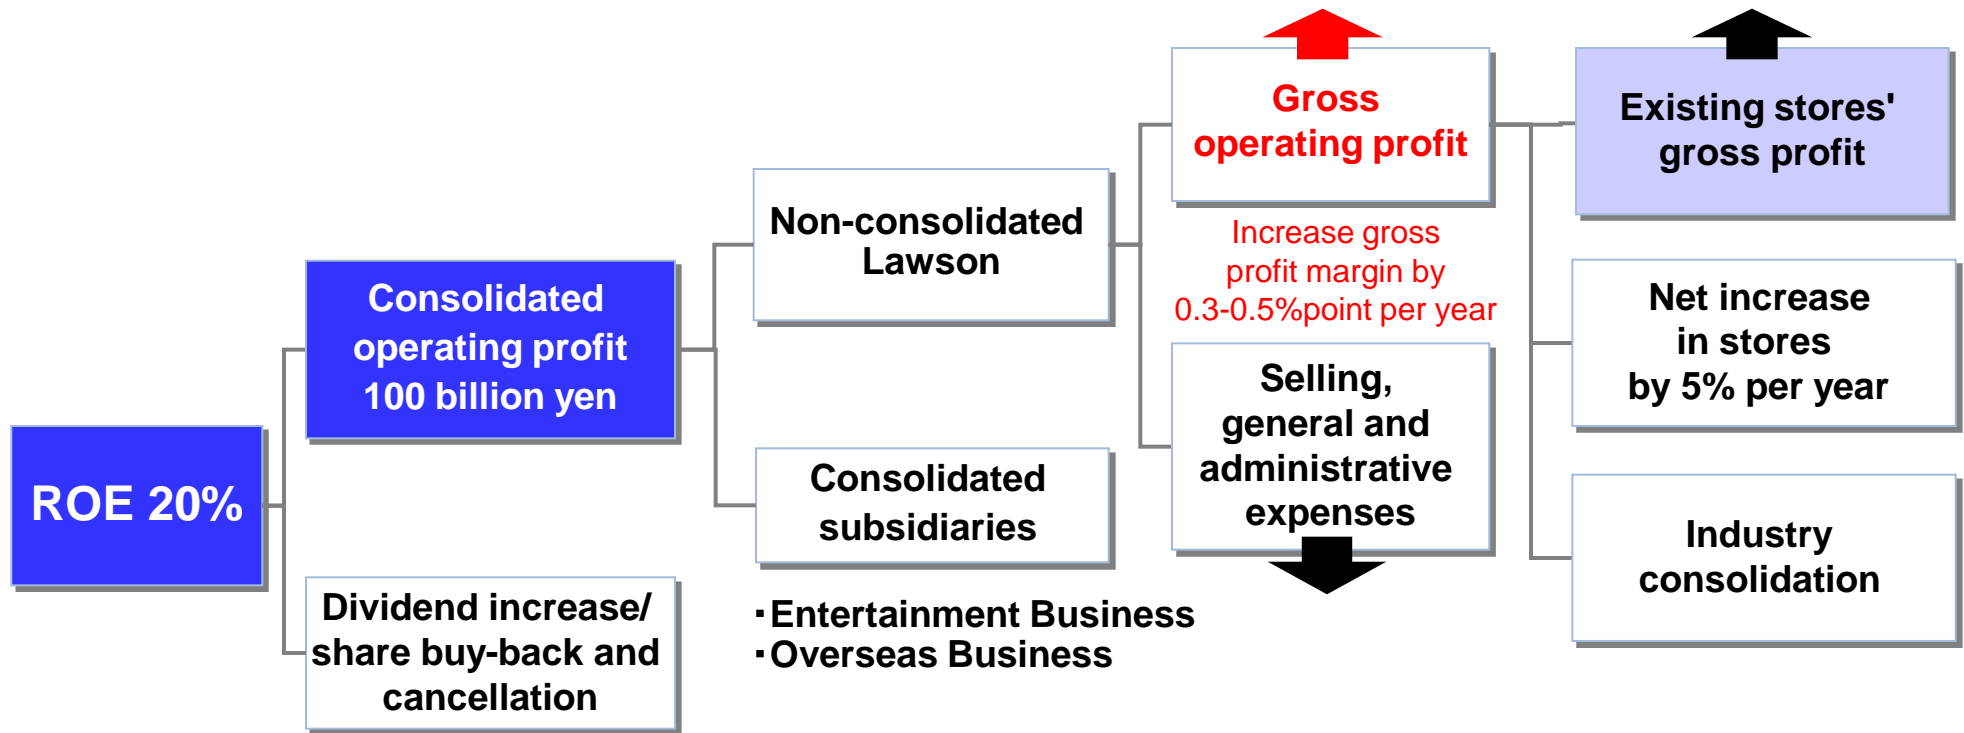 ROE 20%
Consolidated
operating profit
100 billion yen
Dividend increase/
share buy-back and
cancellation
Non-consolidated
Lawson
Consolidated
subsidiaries
・Entertainment Business
・Overseas Business
Gross
operating profit
Increase gross
profit margin by
0.3-0.5%point per year
Selling,
general and
administrative
expenses
Existing stores'
gross profit
Net increase
in stores
by 5% per year
Industry
consolidation